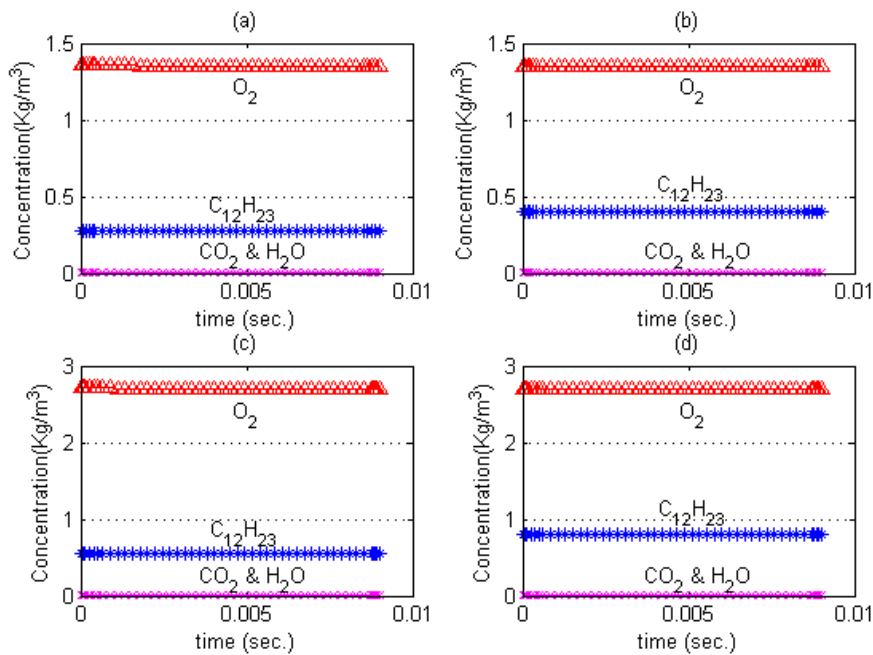 (a)
Concentration(Kg/m³)
1.5
1
0.5
0
O₂
C₁₂H₂₃
CO₂ & H₂O
0
0.005
0.01
time (sec.)
(b)
Concentration(Kg/m³)
1.5
1
0.5
0
O₂
C₁₂H₂₃
CO₂ & H₂O
0
0.005
0.01
time (sec.)
(c)
Concentration(Kg/m³)
3
2
1
0
O₂
C₁₂H₂₃
CO₂ & H₂O
0
0.005
0.01
time (sec.)
(d)
Concentration(Kg/m³)
3
2
1
0
O₂
C₁₂H₂₃
CO₂ & H₂O
0
0.005
0.01
time (sec.)